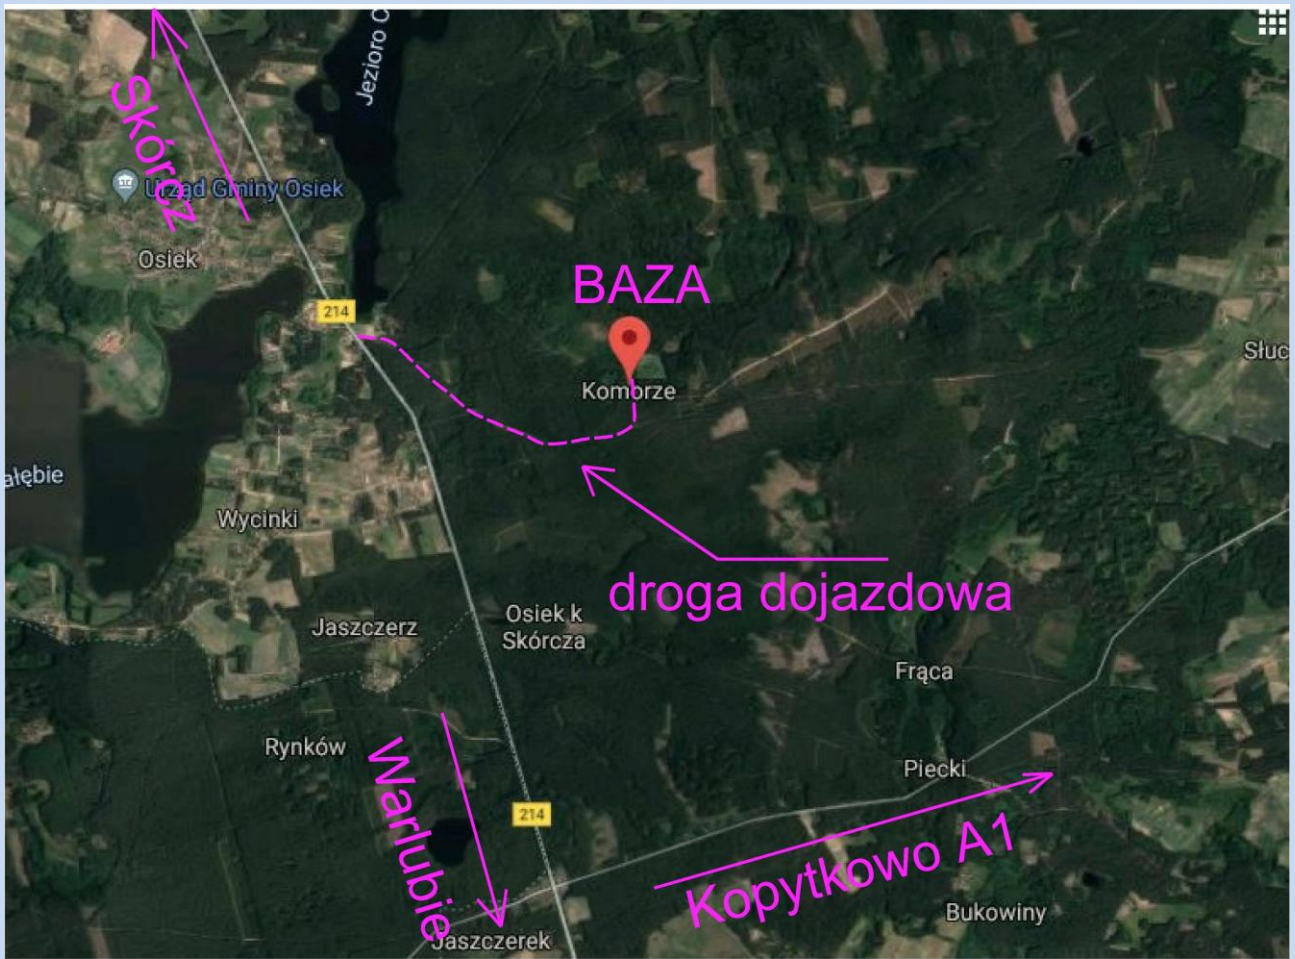 Jezioro C
Skórcz
Urząd Gminy Osiek
Osiek
214
BAZA
Komorze
Słuc
ałębie
Wycinki
droga dojazdowa
Jaszczerz
Osiek k
Skórcza
Frąca
Rynków
Warlubie
Piecki
214
Kopytkowo A1
Bukowiny
Jaszczerek